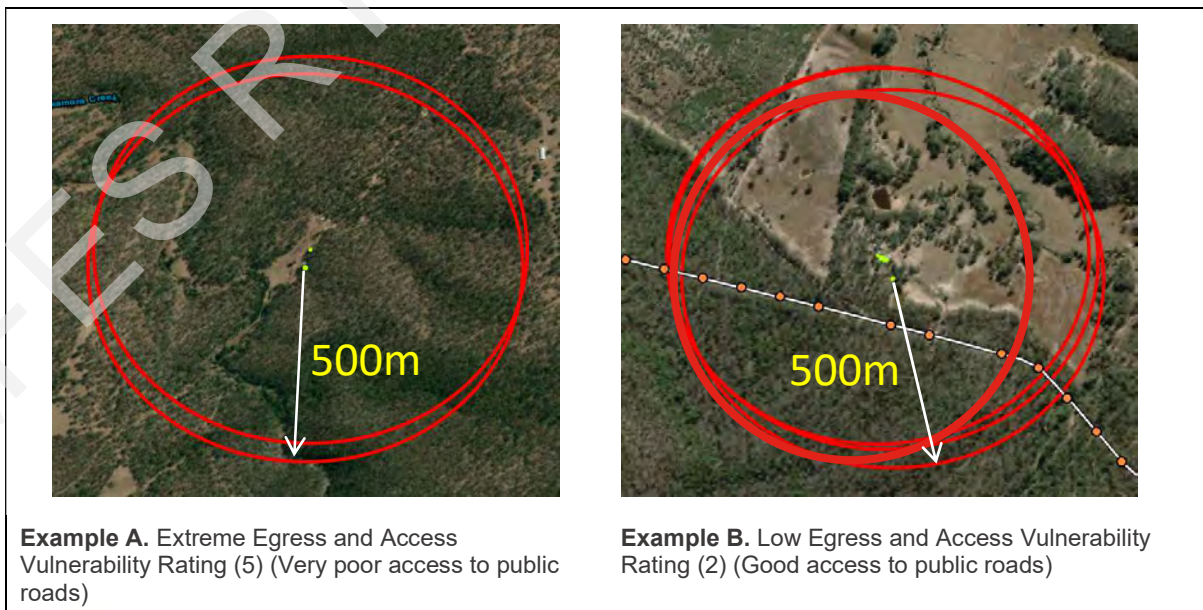 500m
500m
Example A. Extreme Egress and Access
Vulnerability Rating (5) (Very poor access to public
roads)
Example B. Low Egress and Access Vulnerability
Rating (2) (Good access to public roads)